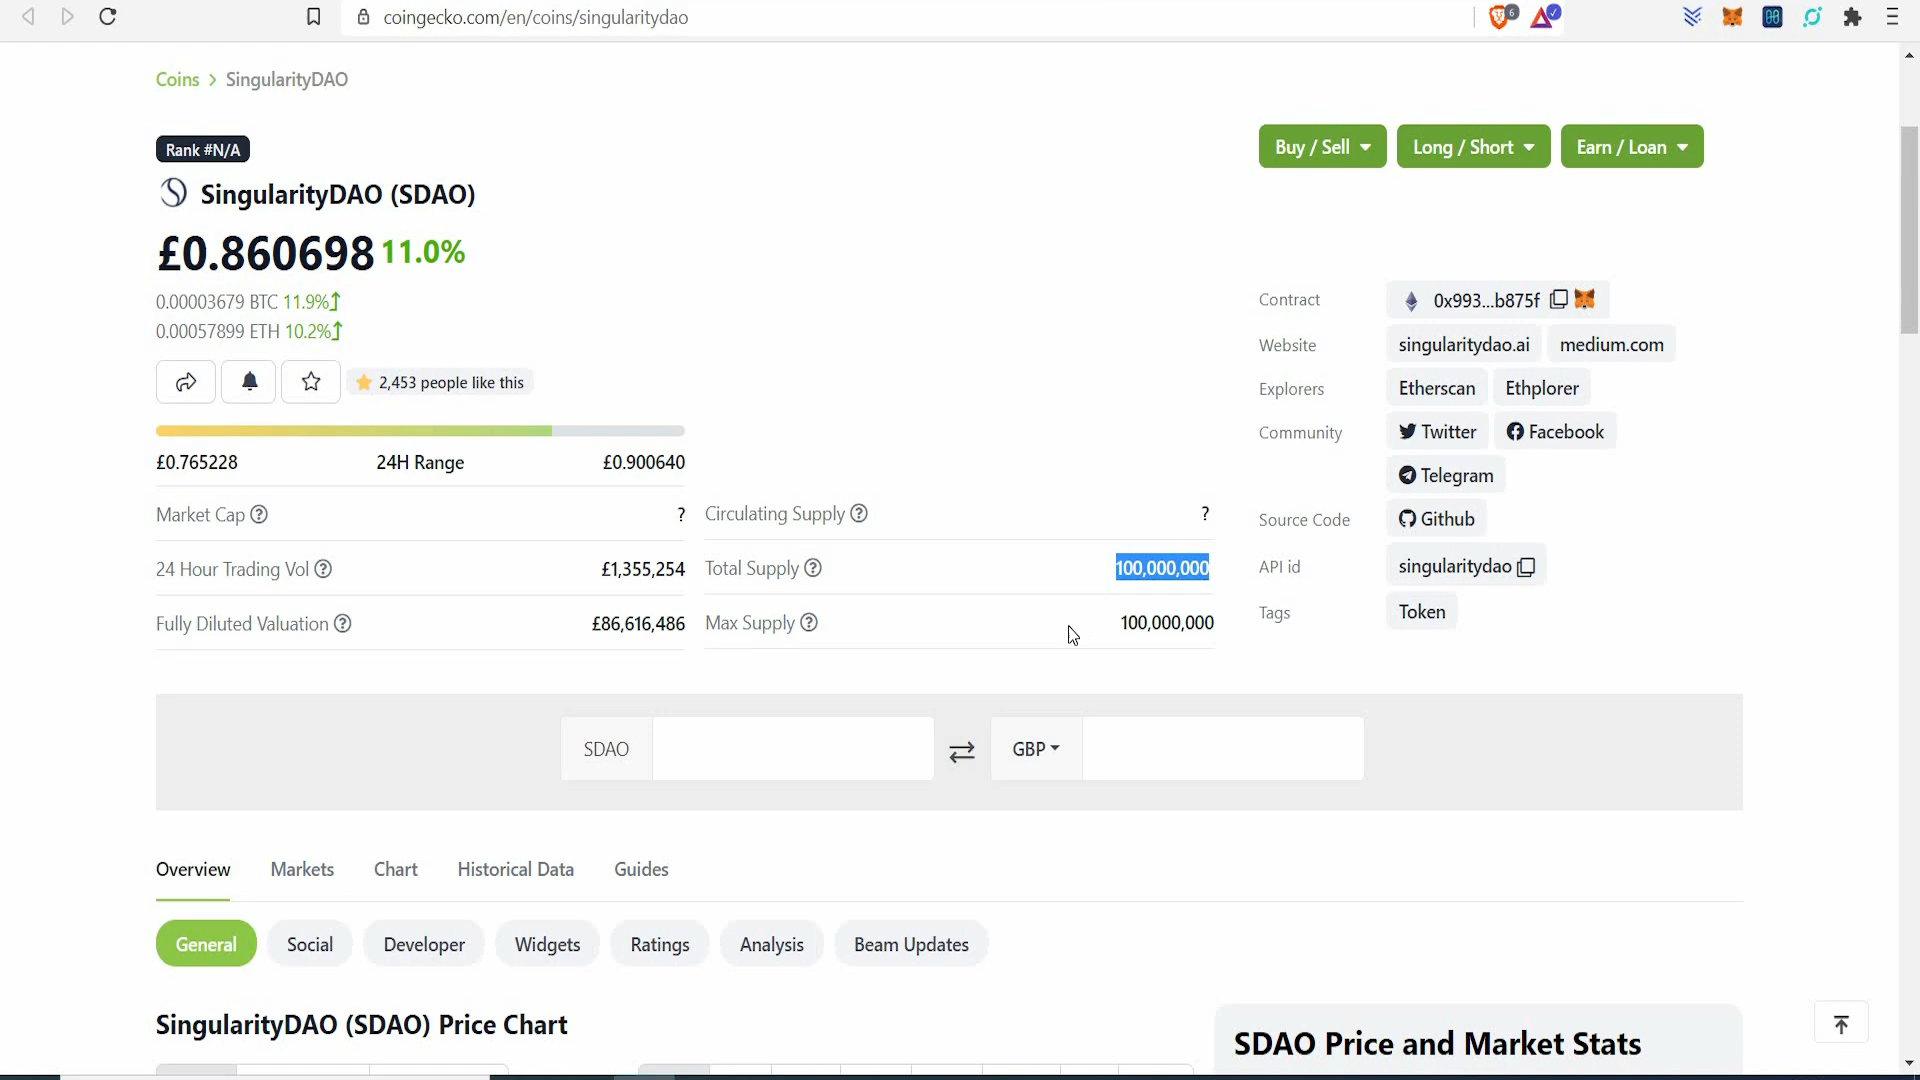 coingecko.com/en/coins/singularitydao
6
Coins > SingularityDAO
Rank #N/A
Buy / Sell
Long / Short
Earn / Loan
SingularityDAO (SDAO)
£0.860698 11.0%
0.00003679 BTC 11.9%
0.00057899 ETH 10.2%
2,453 people like this
£0.765228 24H Range £0.900640
Market Cap ? ?
Circulating Supply ? ?
24 Hour Trading Vol ? £1,355,254
Total Supply ? 100,000,000
Fully Diluted Valuation ? £86,616,486
Max Supply ? 100,000,000
Contract 0x993...b875f
Website singularitydao.ai medium.com
Explorers Etherscan Ethplorer
Community Twitter Facebook
Telegram
Source Code Github
API id singularitydao
Tags Token
SDAO
GBP
Overview Markets Chart Historical Data Guides
General Social Developer Widgets Ratings Analysis Beam Updates
SingularityDAO (SDAO) Price Chart
SDAO Price and Market Stats